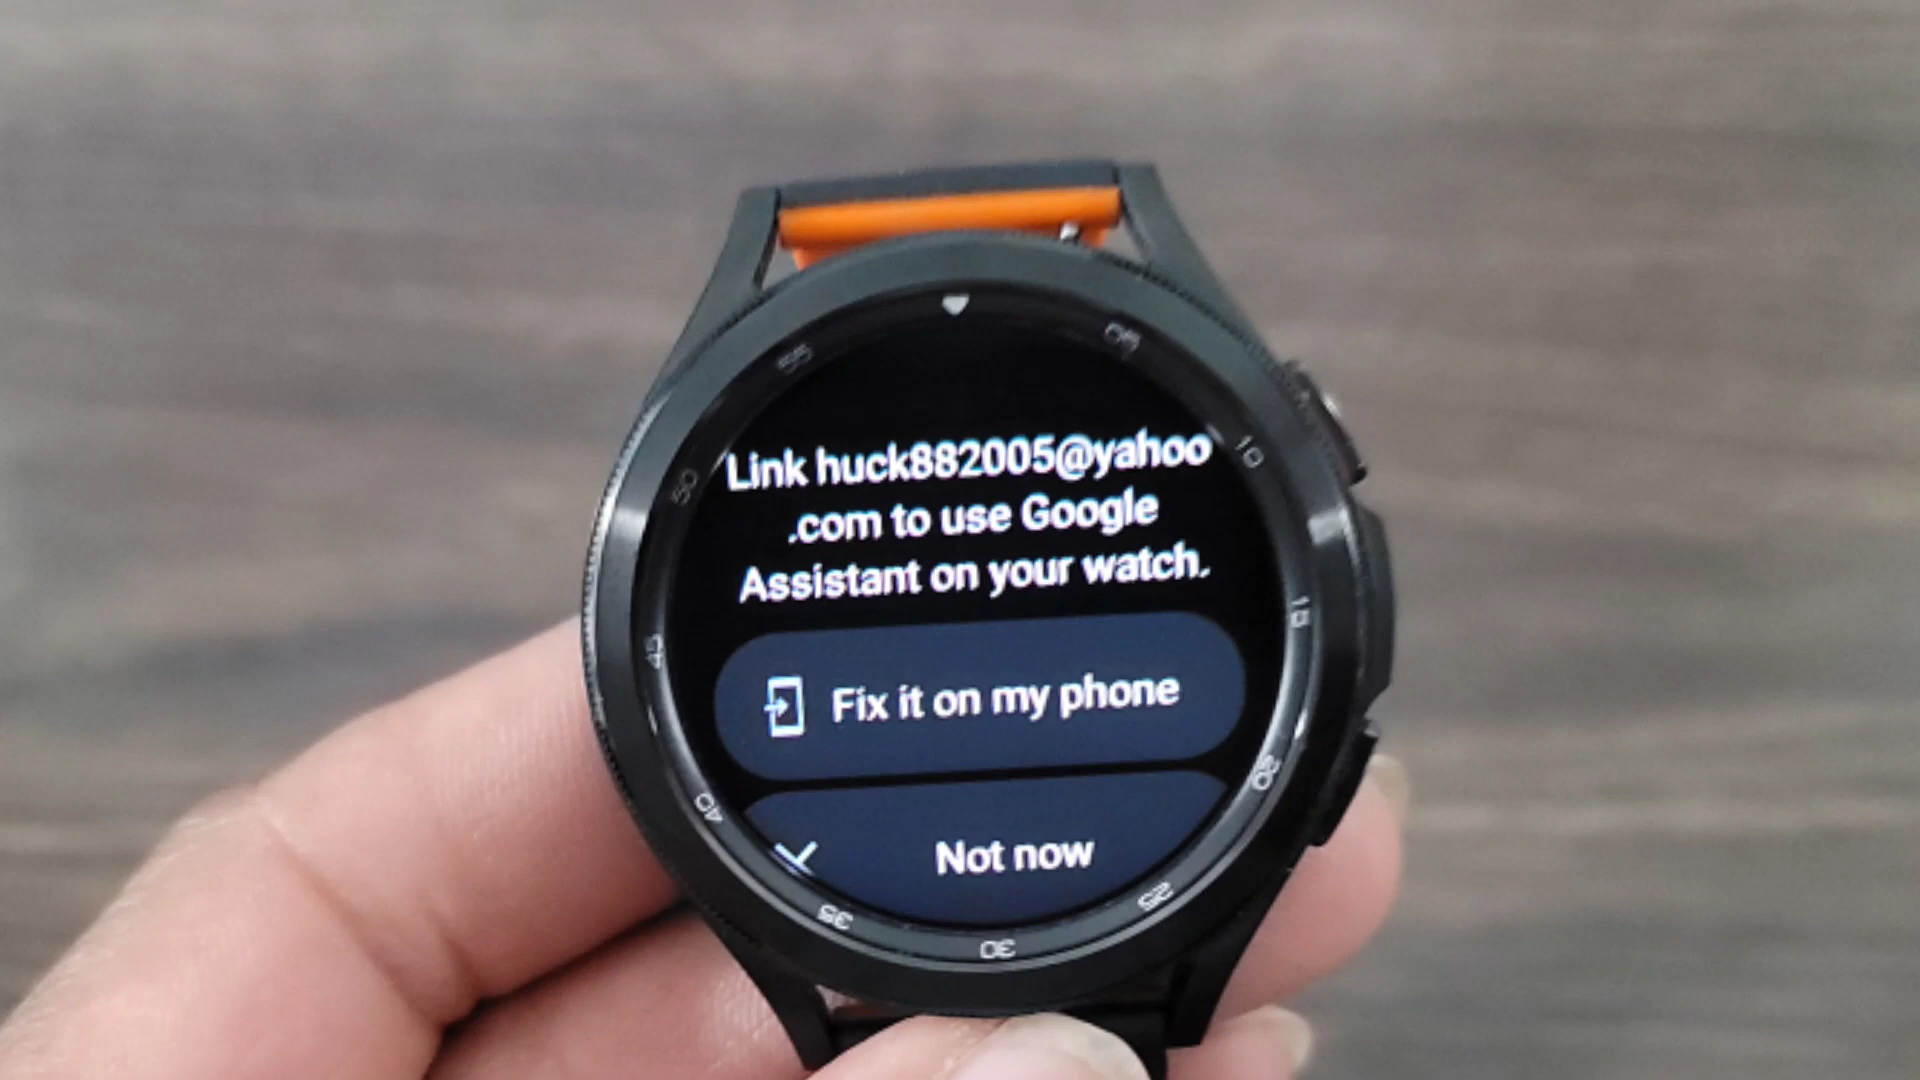 Link huck882005@yahoo
.com to use Google
Assistant on your watch.
Fix it on my phone
Not now
05
10
15
20
25
30
35
40
45
50
55